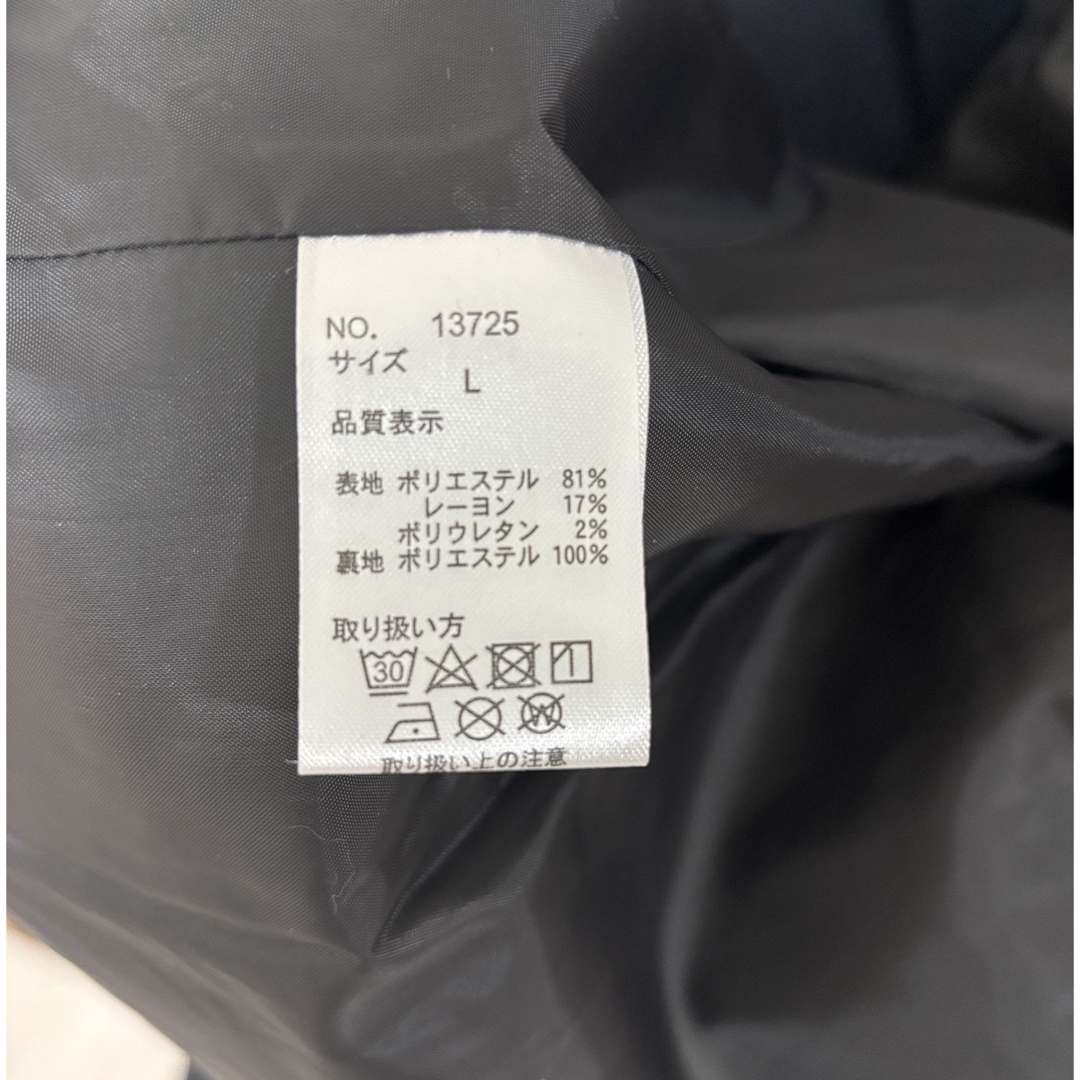 NO. 13725
サイズ
L
品質表示
表地 ポリエステル 81%
レーヨン 17%
ポリウレタン 2%
裏地 ポリエステル 100%
取り扱い方
30
W
取り扱い上の注意